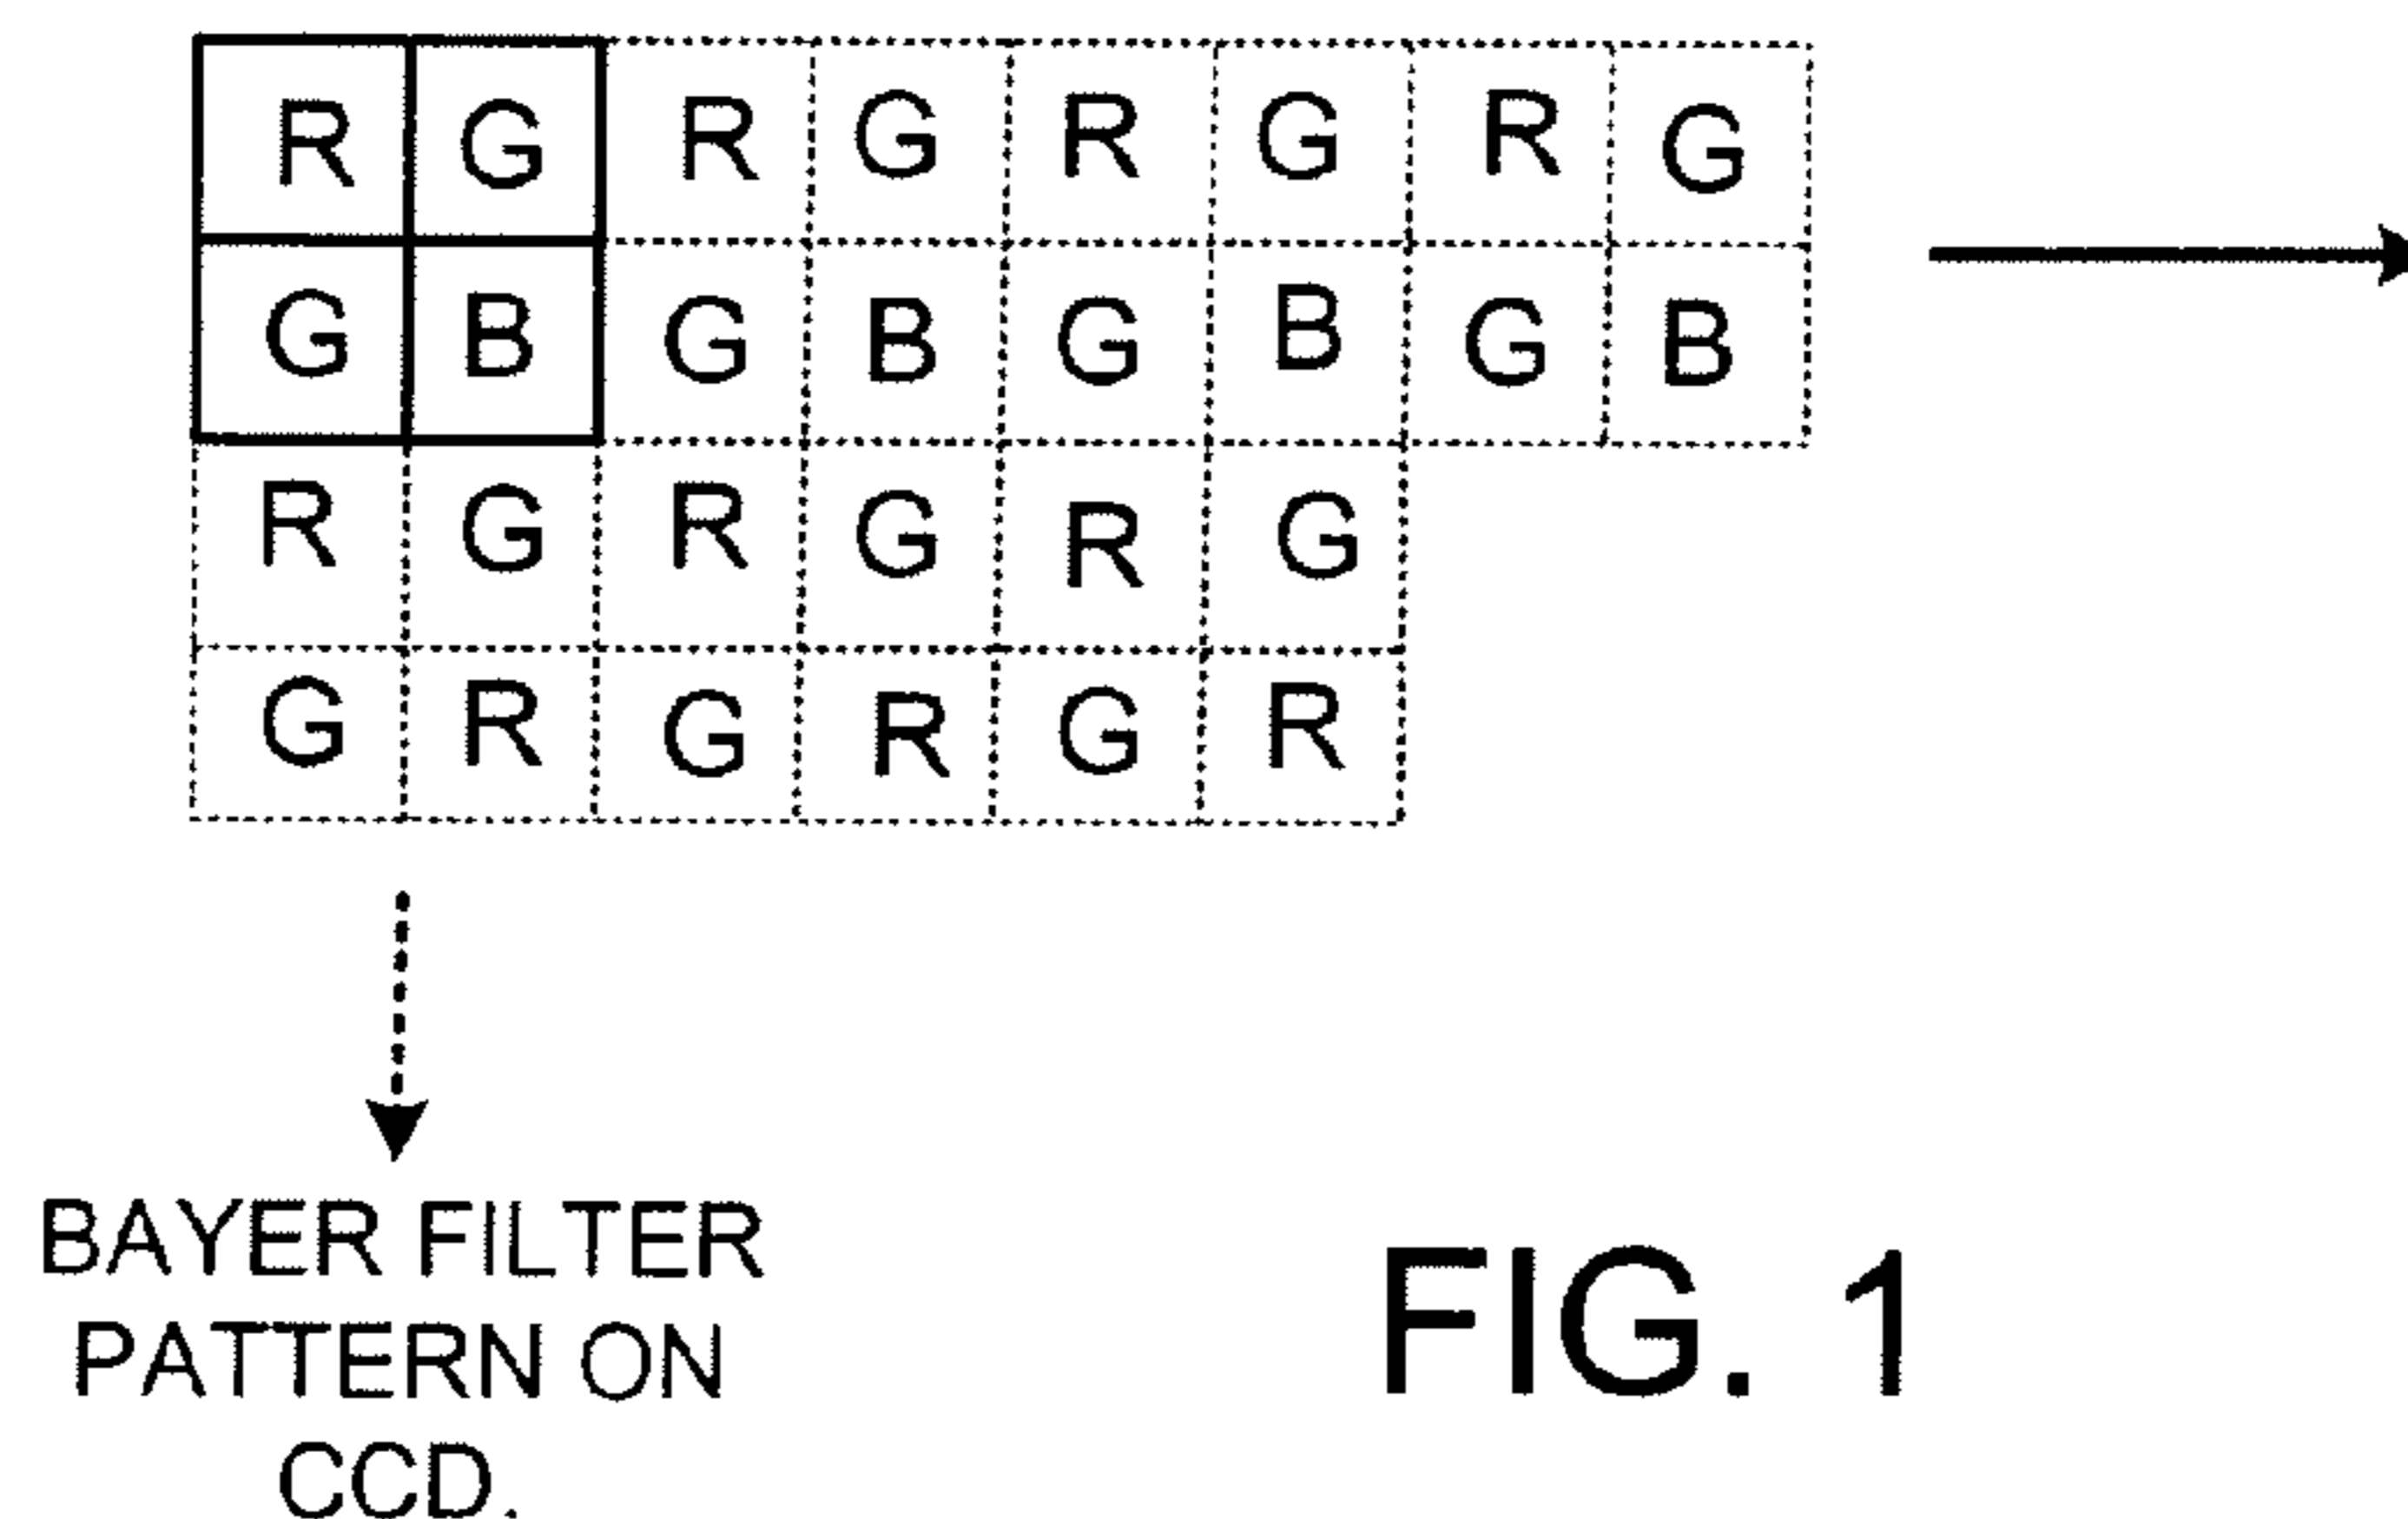 R G R G R G R G
G B G B G B G B
R G R G R G
G R G R G R
BAYER FILTER
PATTERN ON
CCD.
FIG. 1